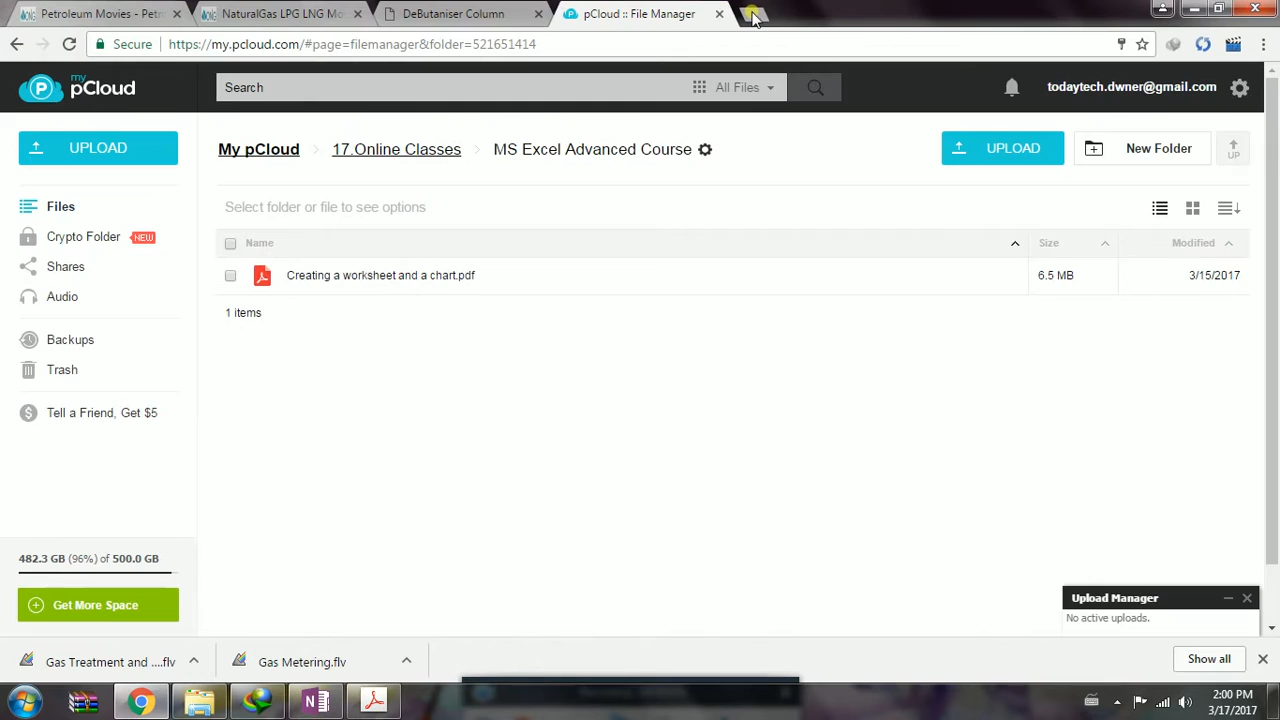 Petroleum Movies - Petro
NaturalGas LPG LNG Mo
DeButaniser Column
pCloud :: File Manager
Secure
https://my.pcloud.com/#page=filemanager&folder=521651414
my
pCloud
Search
All Files
todaytech.dwner@gmail.com
UPLOAD
My pCloud
17.Online Classes
MS Excel Advanced Course
UPLOAD
New Folder
UP
Files
Select folder or file to see options
Crypto Folder NEW
Name
Size
Modified
Shares
Creating a worksheet and a chart.pdf
6.5 MB
3/15/2017
Audio
1 items
Backups
Trash
Tell a Friend, Get $5
482.3 GB (96%) of 500.0 GB
Get More Space
Upload Manager
No active uploads.
Gas Treatment and ....flv
Gas Metering.flv
Show all
2:00 PM
3/17/2017